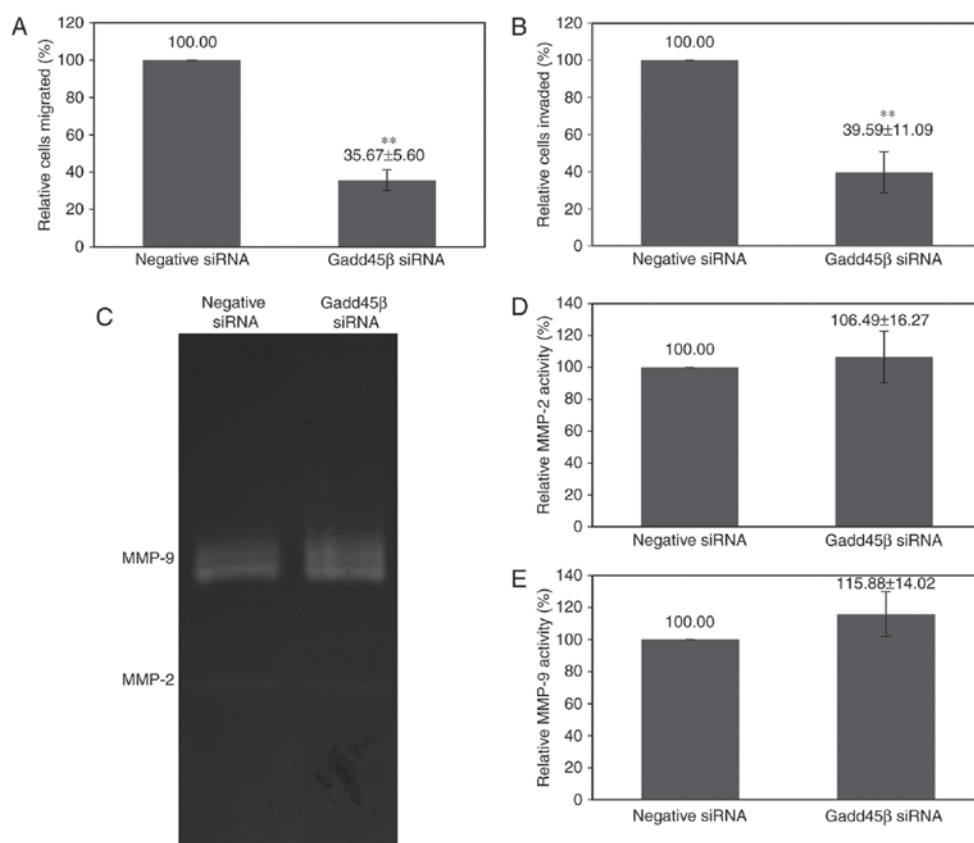 A
Relative cells migrated (%)
120
100
80
60
40
20
0
100.00
**
35.67±5.60
Negative siRNA
Gadd45β siRNA
B
Relative cells invaded (%)
120
100
80
60
40
20
0
100.00
**
39.59±11.09
Negative siRNA
Gadd45β siRNA
C
Negative
siRNA
Gadd45β
siRNA
MMP-9
MMP-2
D
Relative MMP-2 activity (%)
140
120
100
80
60
40
20
0
100.00
106.49±16.27
Negative siRNA
Gadd45β siRNA
E
Relative MMP-9 activity (%)
140
120
100
80
60
40
20
0
100.00
115.88±14.02
Negative siRNA
Gadd45β siRNA